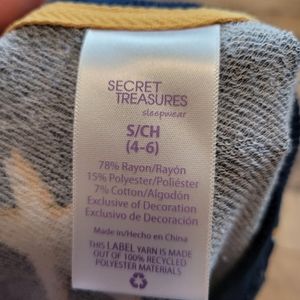 SECRET
TREASURES
sleepwear
S/CH
(4-6)
78% Rayon/Rayón
15% Polyester/Poliéster
7% Cotton/Algodón
Exclusive of Decoration
Exclusivo de Decoración
Made in/Hecho en China
THIS LABEL YARN IS MADE
OUT OF 100% RECYCLED
POLYESTER MATERIALS